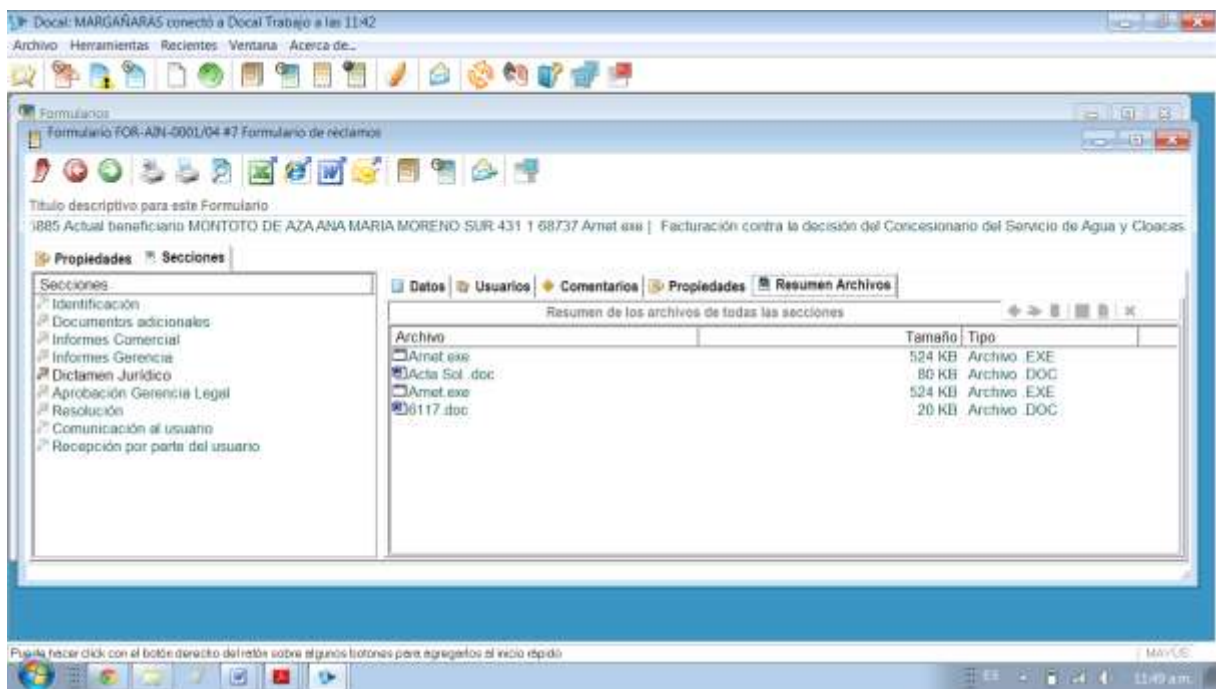 Docal: MARGAÑARAS conectó a Docal Trabajo a las 11:42
Archivo Herramientas Recientes Ventana Acerca de...
Formularios
Formulario FOR-AIN-0001/04 #7 Formulario de reclamos
Título descriptivo para este Formulario
5885 Actual beneficiario MONTOTO DE AZA ANA MARIA MORENO SUR 431 1 68737 Arnet exe | Facturación contra la decisión del Concesionario del Servicio de Agua y Cloacas
Propiedades Secciones
Secciones
Identificación
Documentos adicionales
Informes Comercial
Informes Gerencia
Dictamen Jurídico
Aprobación Gerencia Legal
Resolución
Comunicación al usuario
Recepción por parte del usuario
Datos Usuarios Comentarios Propiedades Resumen Archivos
Resumen de los archivos de todas las secciones
Archivo Tamaño Tipo
Arnet.exe 524 KB Archivo .EXE
Acta Sol .doc 80 KB Archivo .DOC
Arnet.exe 524 KB Archivo .EXE
6117.doc 20 KB Archivo .DOC
Puede hacer click con el botón derecho del ratón sobre algunos botones para agregarlos al inicio rápido
MAYÚS
ES
11:49 a.m.